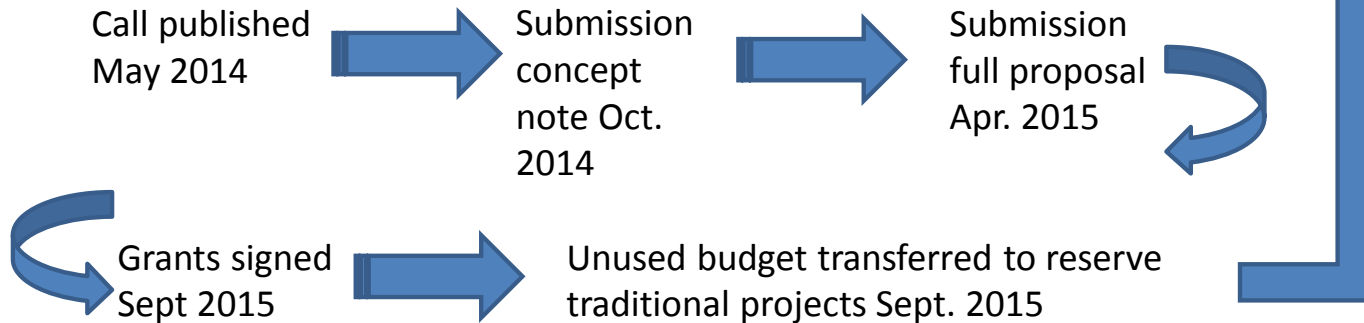 Call published
May 2014
Submission
concept
note Oct.
2014
Submission
full proposal
Apr. 2015
Grants signed
Sept 2015
Unused budget transferred to reserve
traditional projects Sept. 2015